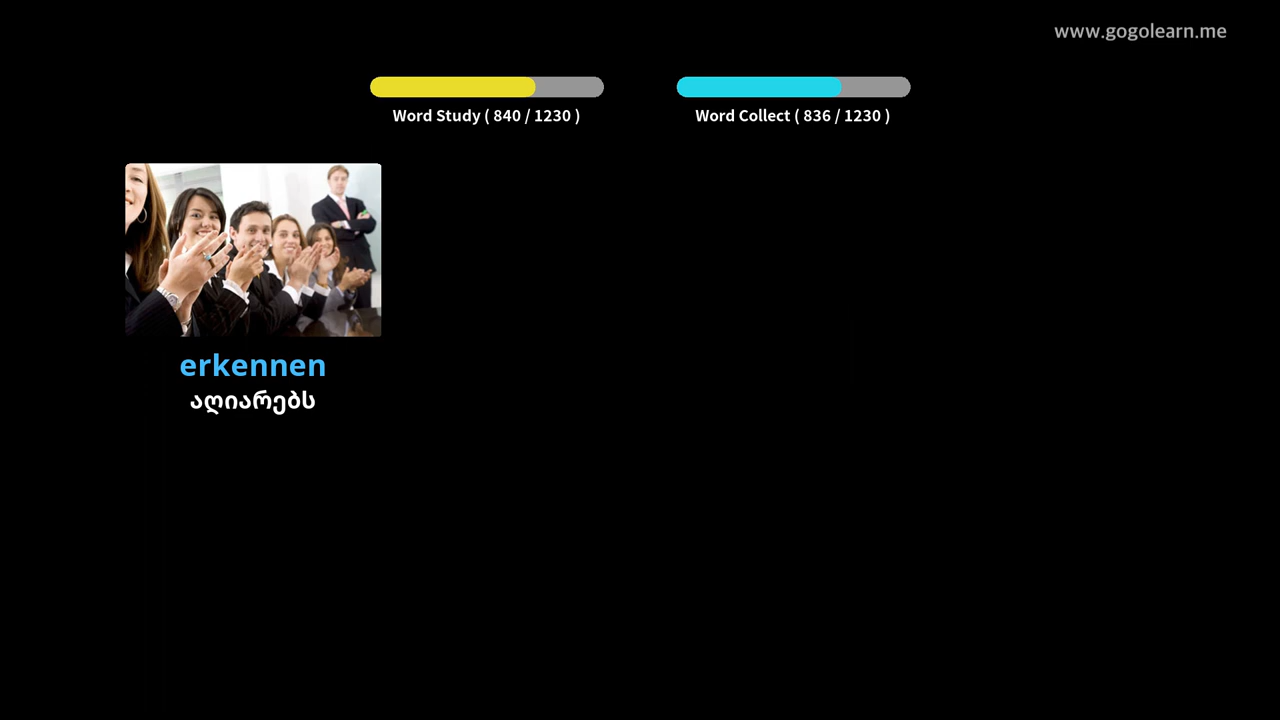 www.gogolearn.me
Word Study ( 840 / 1230 )
Word Collect ( 836 / 1230 )
erkennen
აღიარებს